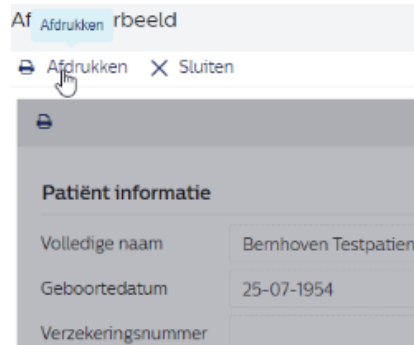 Af rbeeld
Afdrukken
Afdrukken Sluiten
Patiënt informatie
Volledige naam Bernhoven Testpatien
Geboortedatum 25-07-1954
Verzekeringsnummer